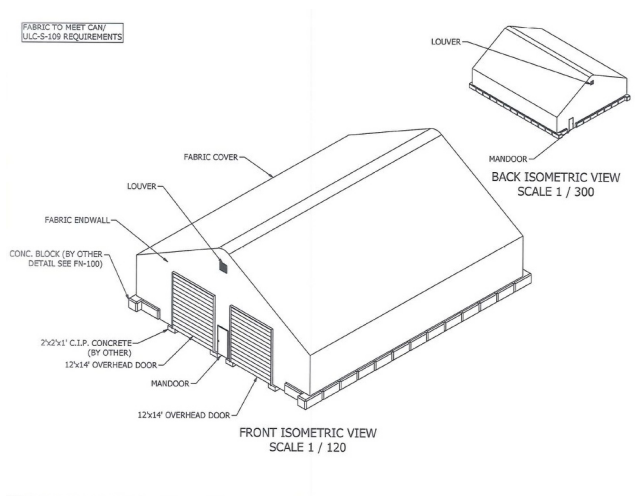 FABRIC TO MEET CAN/
ULC-S-109 REQUIREMENTS
LOUVER
MANDOOR
BACK ISOMETRIC VIEW
SCALE 1 / 300
FABRIC COVER
LOUVER
FABRIC ENDWALL
CONC. BLOCK (BY OTHER
DETAIL SEE FN-100)
2'x2'x1' C.I.P. CONCRETE
(BY OTHER)
12'x14' OVERHEAD DOOR
MANDOOR
12'x14' OVERHEAD DOOR
FRONT ISOMETRIC VIEW
SCALE 1 / 120